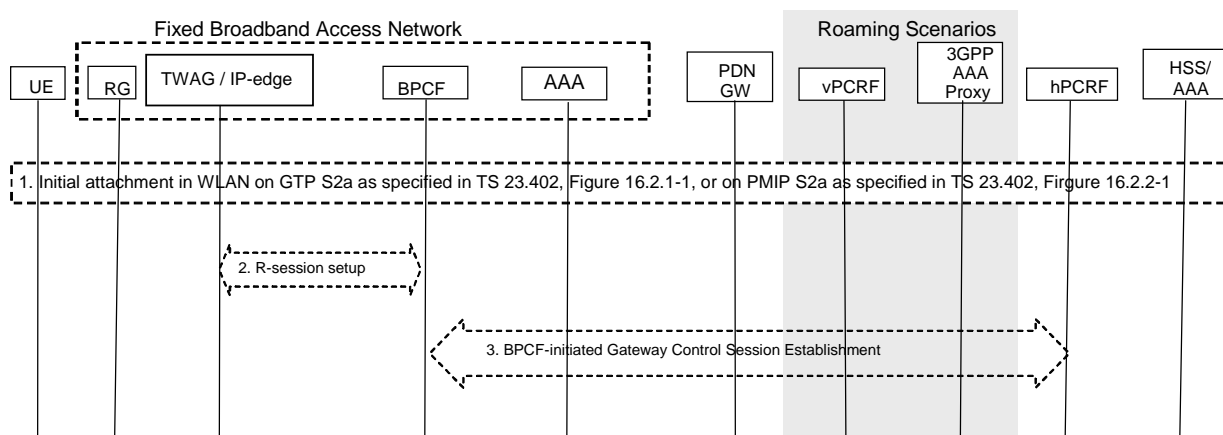 Fixed Broadband Access Network
Roaming Scenarios
UE
RG
TWAG / IP-edge
BPCF
AAA
PDN
GW
vPCRF
3GPP
AAA
Proxy
hPCRF
HSS/
AAA
1. Initial attachment in WLAN on GTP S2a as specified in TS 23.402, Figure 16.2.1-1, or on PMIP S2a as specified in TS 23.402, Firgure 16.2.2-1
2. R-session setup
3. BPCF-initiated Gateway Control Session Establishment